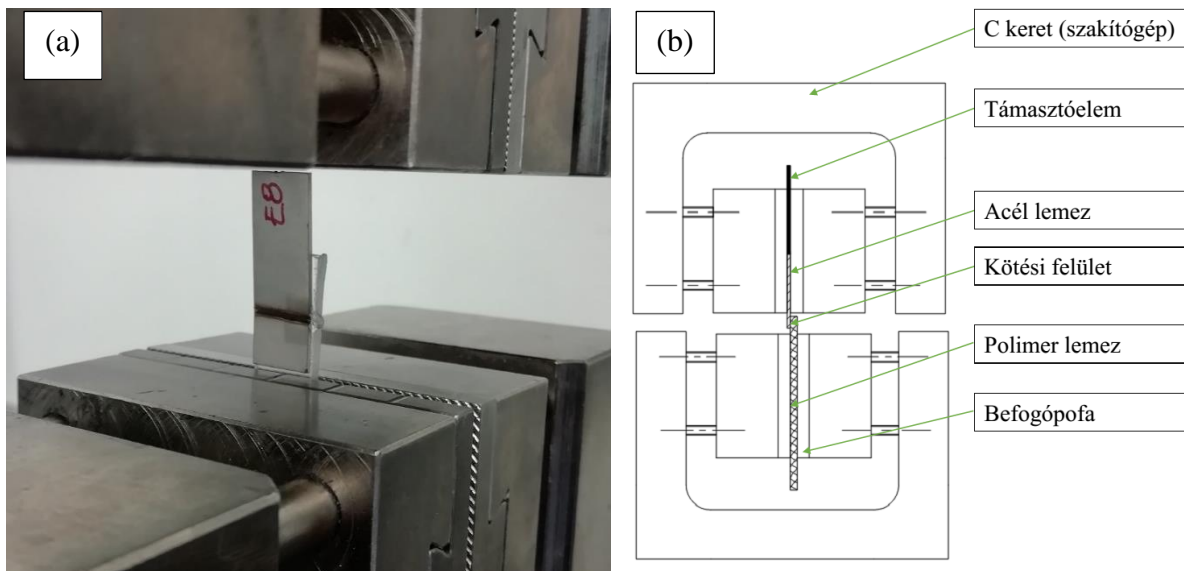 (a)
E8
(b)
C keret (szakítógép)
Támasztóelem
Acél lemez
Kötési felület
Polimer lemez
Befogópofa